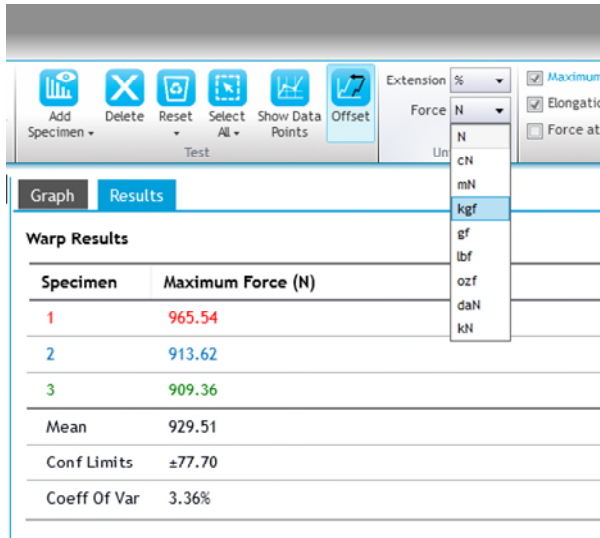 Extension %
Maximum
Force N
Elongatio
Force at
Add
Specimen
Delete
Reset
Select
All
Show Data
Points
Offset
Test
Un
N
cN
mN
kgf
gf
lbf
ozf
daN
kN
Graph
Results
Warp Results
Specimen Maximum Force (N)
1 965.54
2 913.62
3 909.36
Mean 929.51
Conf Limits ±77.70
Coeff Of Var 3.36%